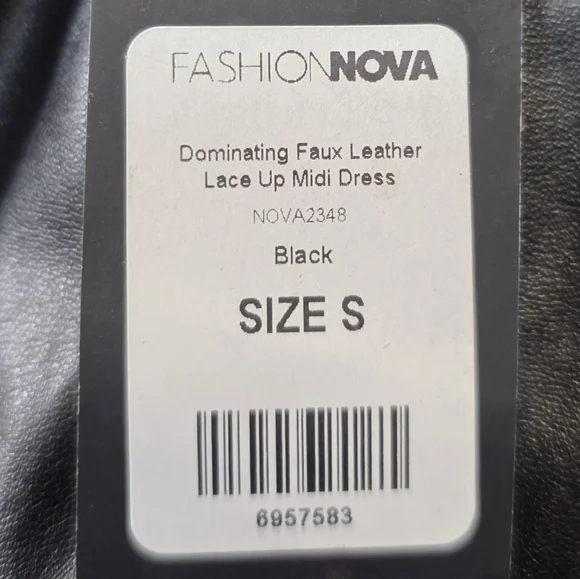 FASHIONNOVA
Dominating Faux Leather
Lace Up Midi Dress
NOVA2348
Black
SIZE S
6957583